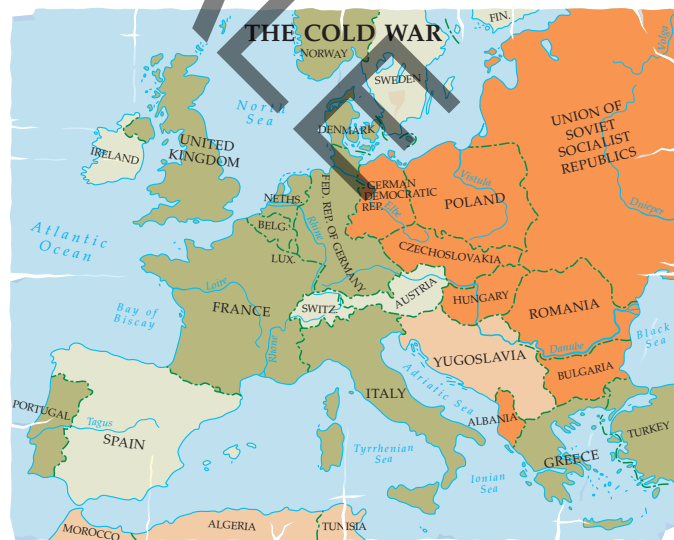 THE COLD WAR
FIN.
NORWAY
SWEDEN
Volga
North
Sea
UNION OF
SOVIET
SOCIALIST
REPUBLICS
DENMARK
IRELAND
UNITED
KINGDOM
GERMAN
DEMOCRATIC
REP.
Elbe
Vistula
POLAND
Dnieper
NETHS.
BELG.
LUX.
FED. REP. OF GERMANY
Rhine
Atlantic
Ocean
CZECHOSLOVAKIA
Loire
FRANCE
SWITZ.
AUSTRIA
HUNGARY
ROMANIA
Bay of
Biscay
Rhone
Black
Sea
Danube
YUGOSLAVIA
BULGARIA
Adriatic Sea
ITALY
ALBANIA
PORTUGAL
Tagus
SPAIN
Tyrrhenian
Sea
Ionian
Sea
GREECE
TURKEY
MOROCCO
ALGERIA
TUNISIA